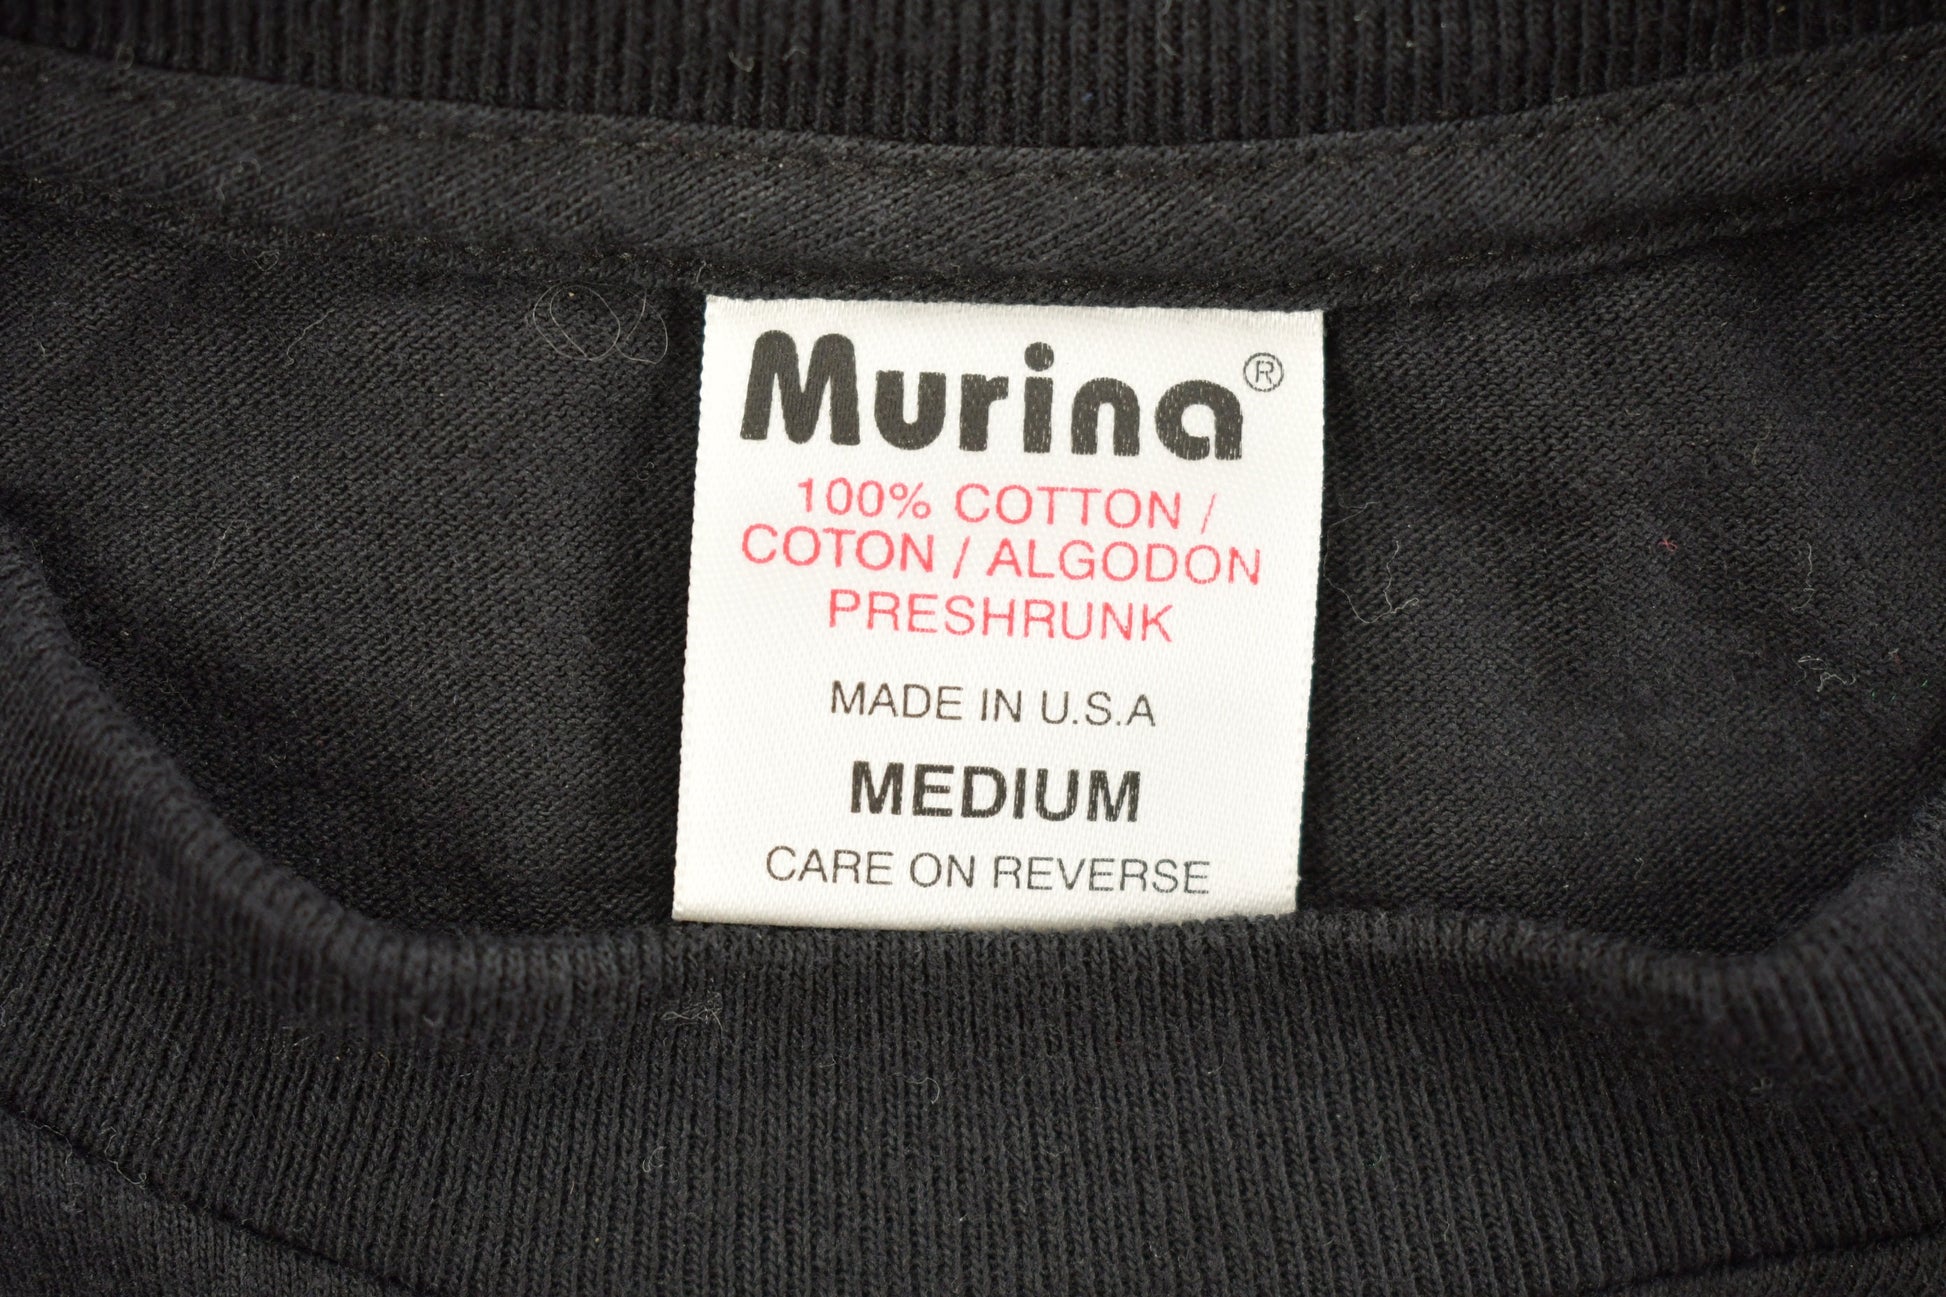 Murina®
100% COTTON /
COTON / ALGODON
PRESHRUNK
MADE IN U.S.A
MEDIUM
CARE ON REVERSE